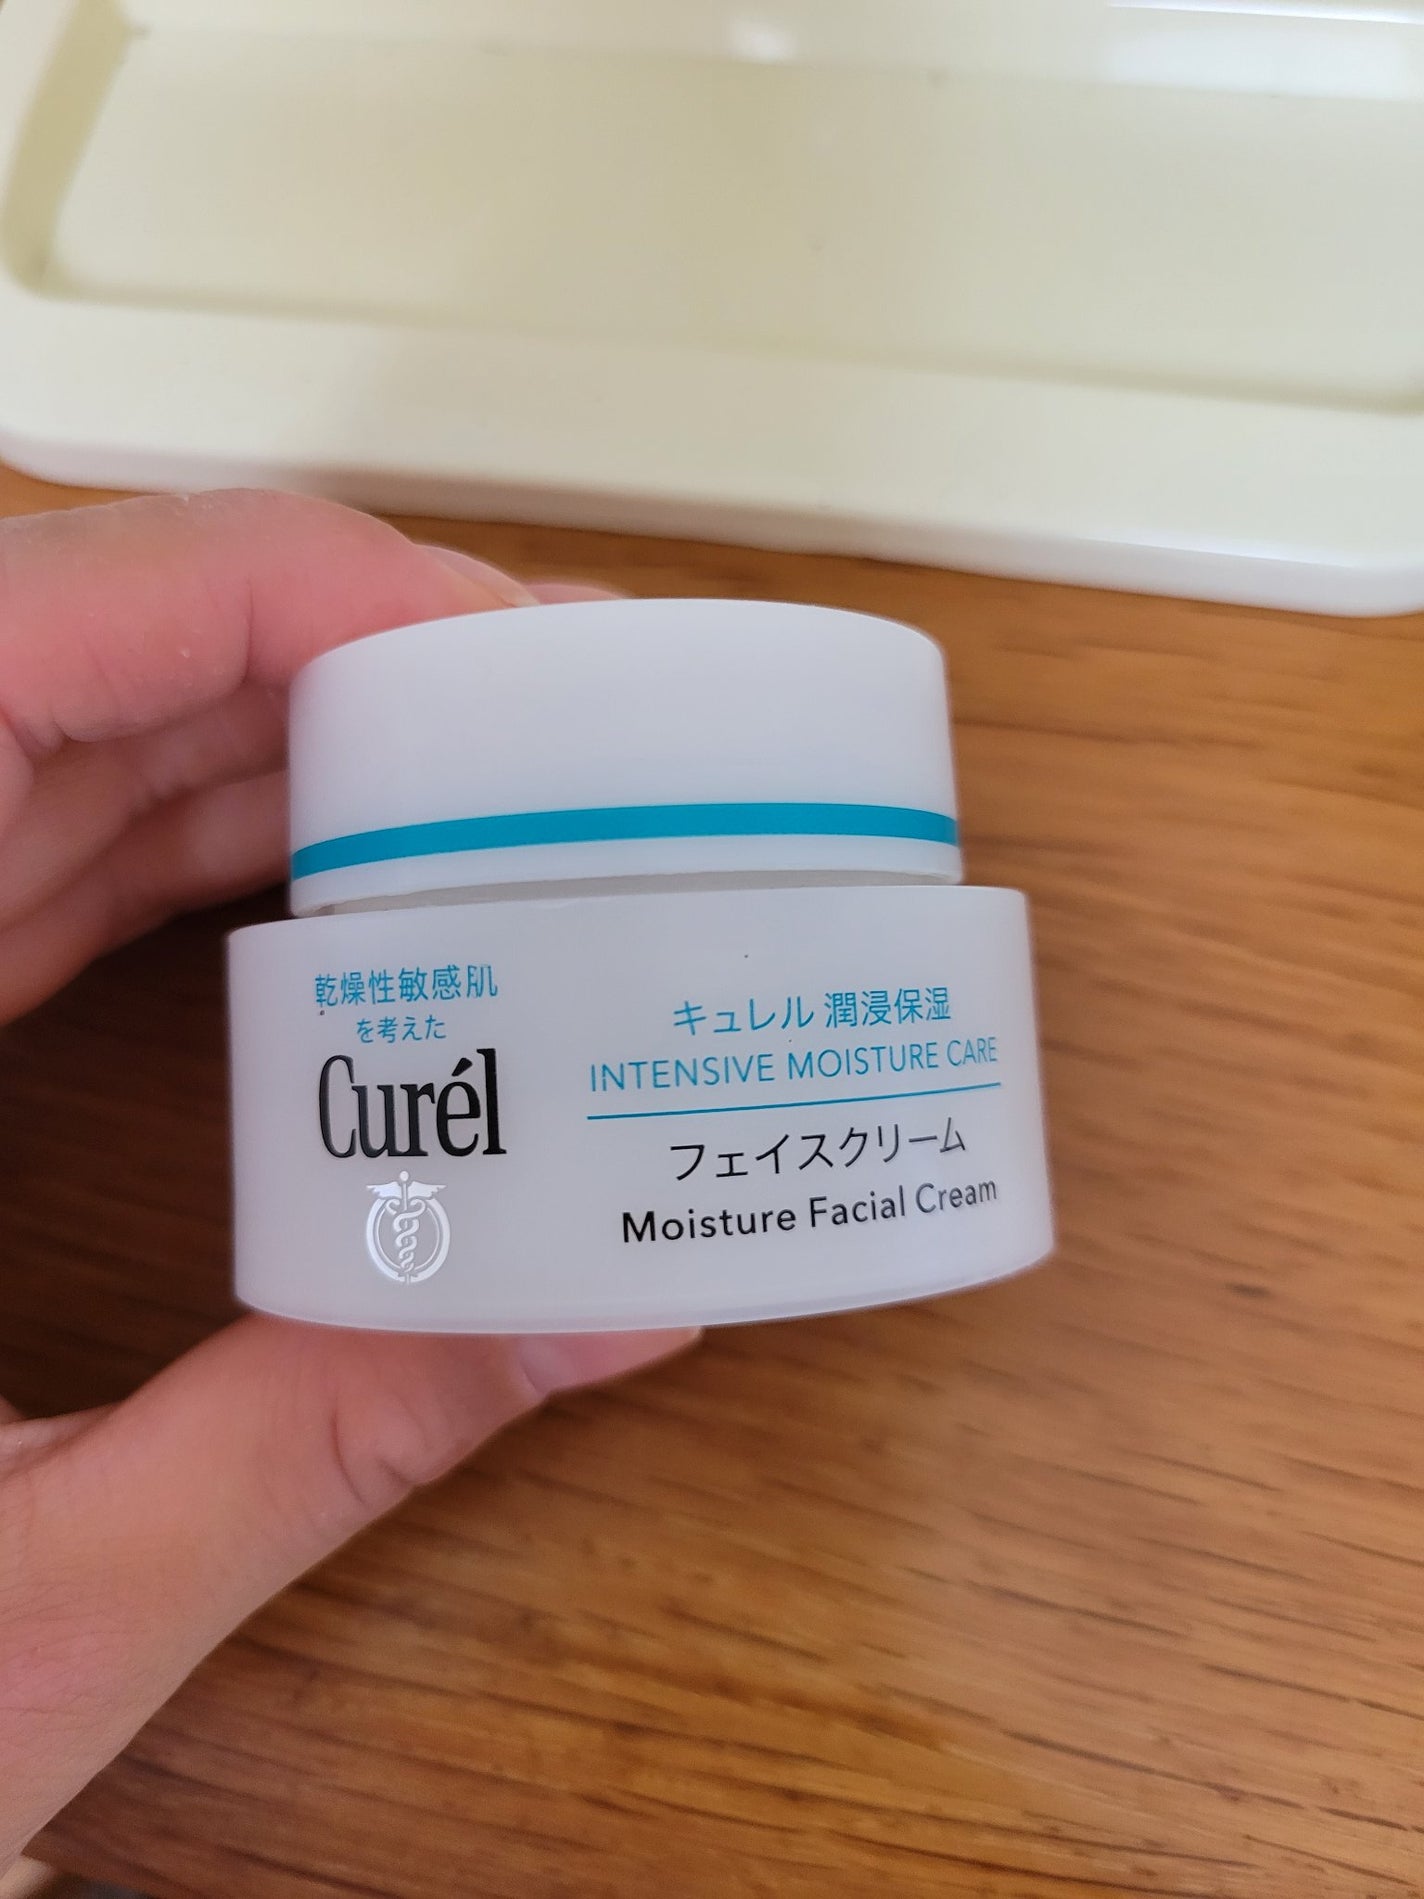 乾燥性敏感肌
を考えた
Curél
キュレル 潤浸保湿
INTENSIVE MOISTURE CARE
フェイスクリーム
Moisture Facial Cream